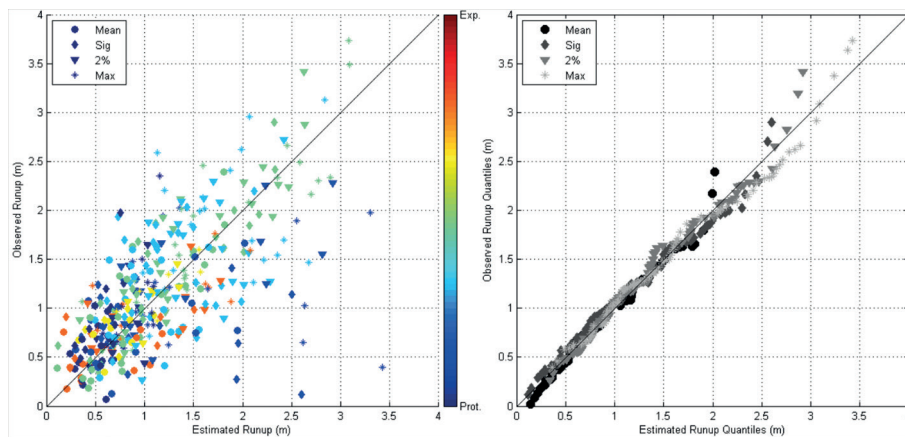 4
3.5
3
2.5
2
1.5
1
0.5
0
Observed Runup (m)
Mean
Sig
2%
Max
0 0.5 1 1.5 2 2.5 3 3.5 4
Estimated Runup (m)
Exp.
Prot.
4
3.5
3
2.5
2
1.5
1
0.5
0
Observed Runup Quantiles (m)
Mean
Sig
2%
Max
0 0.5 1 1.5 2 2.5 3 3.5
Estimated Runup Quantiles (m)